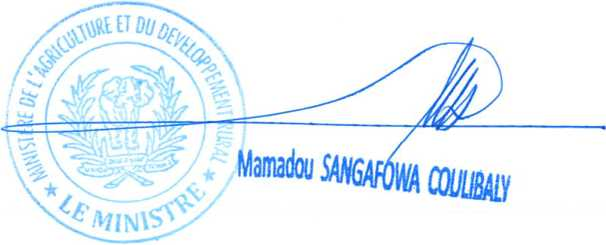 MINISTERE DE L'AGRICULTURE ET DU DEVELOPPEMENT RURAL
★ LE MINISTRE ★
Mamadou SANGAFOWA COULIBALY